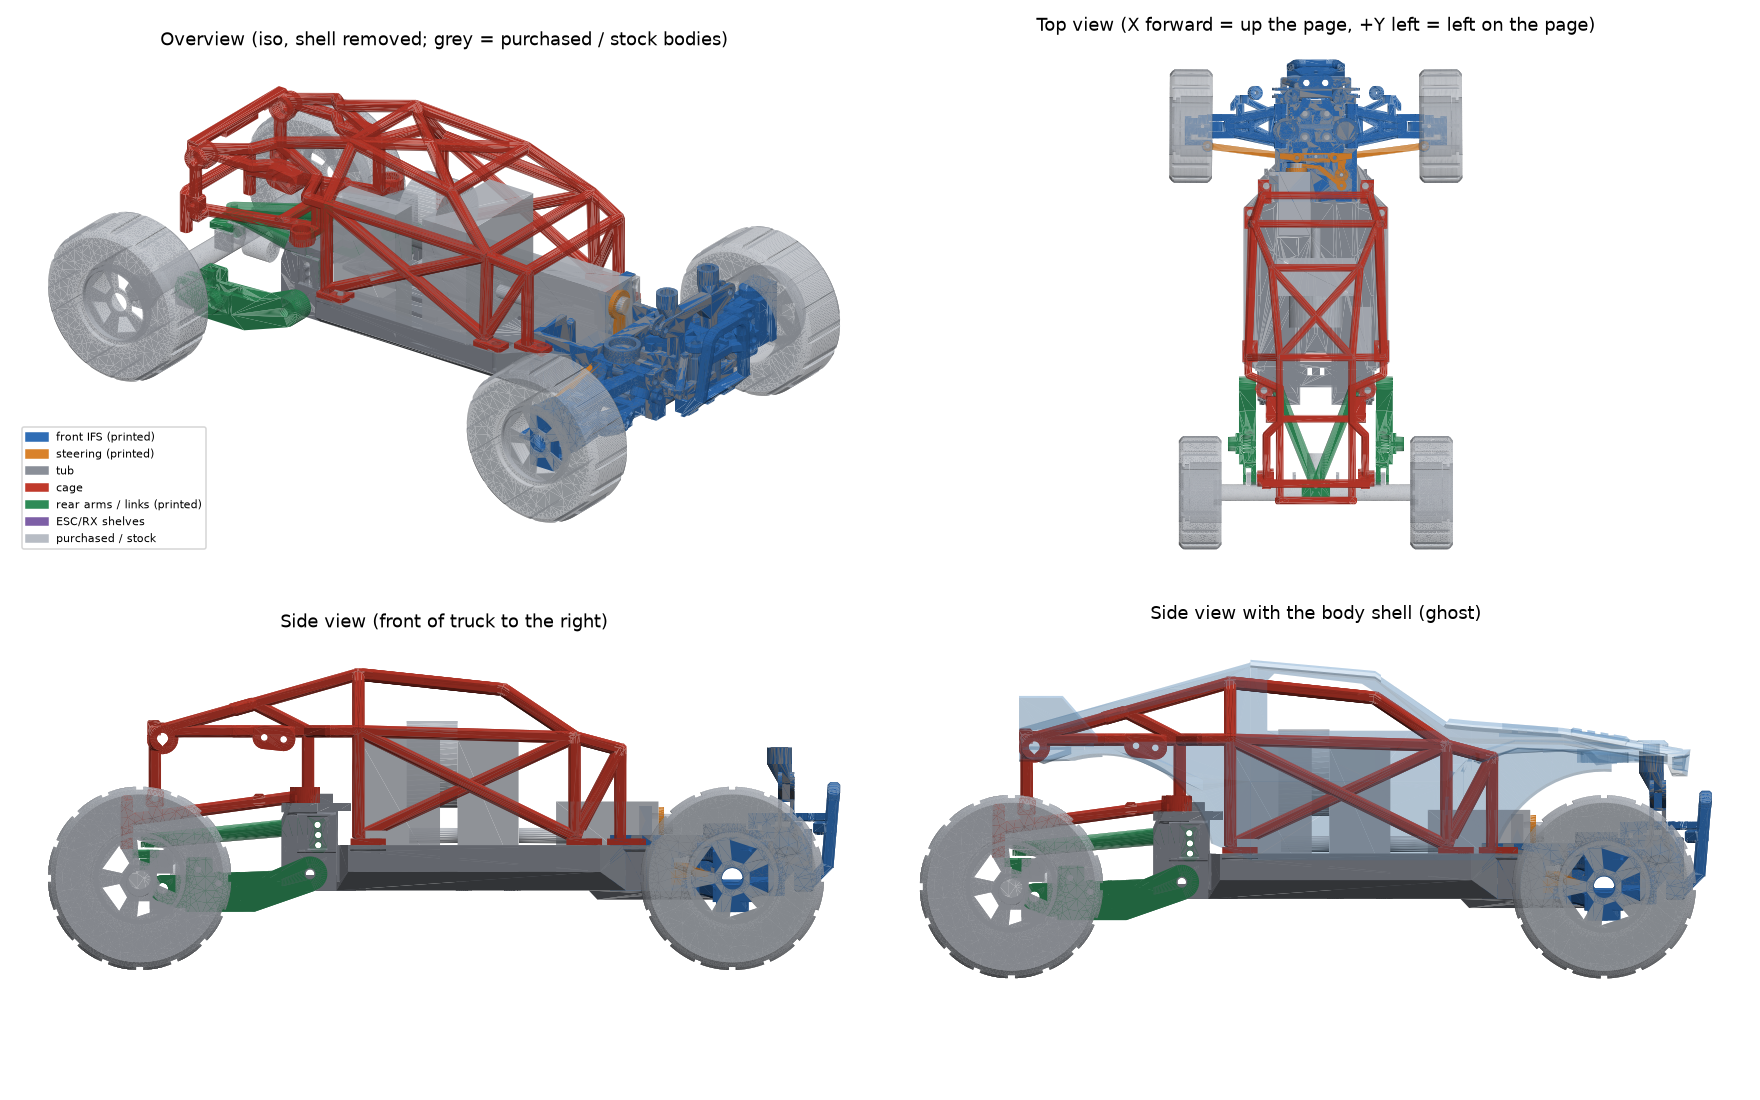 Overview (iso, shell removed; grey = purchased / stock bodies)
Top view (X forward = up the page, +Y left = left on the page)
front IFS (printed)
steering (printed)
tub
cage
rear arms / links (printed)
ESC/RX shelves
purchased / stock
Side view (front of truck to the right)
Side view with the body shell (ghost)